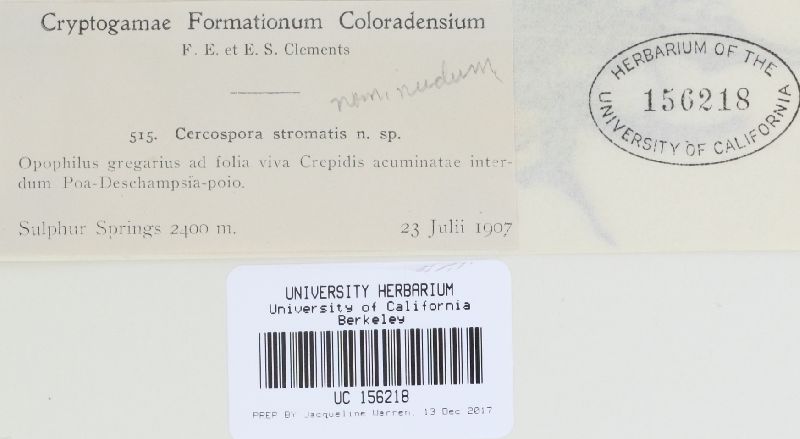 Cryptogamae Formationum Coloradensium
F. E. et E. S. Clements
nom. nudum
515. Cercospora stromatis n. sp.
Opophilus gregarius ad folia viva Crepidis acuminatae inter-
dum Poa-Deschampsia-poio.
Sulphur Springs 2400 m. 23 Julii 1907
HERBARIUM OF THE
156218
UNIVERSITY OF CALIFORNIA
UNIVERSITY HERBARIUM
University of California
Berkeley
UC 156218
PREP BY Jacqueline Warren, 13 Dec 2017